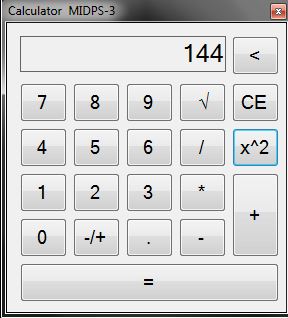 Calculator MIDPS-3
144 <
7 8 9 √ CE
4 5 6 / x^2
1 2 3 * +
0 -/+ . -
=